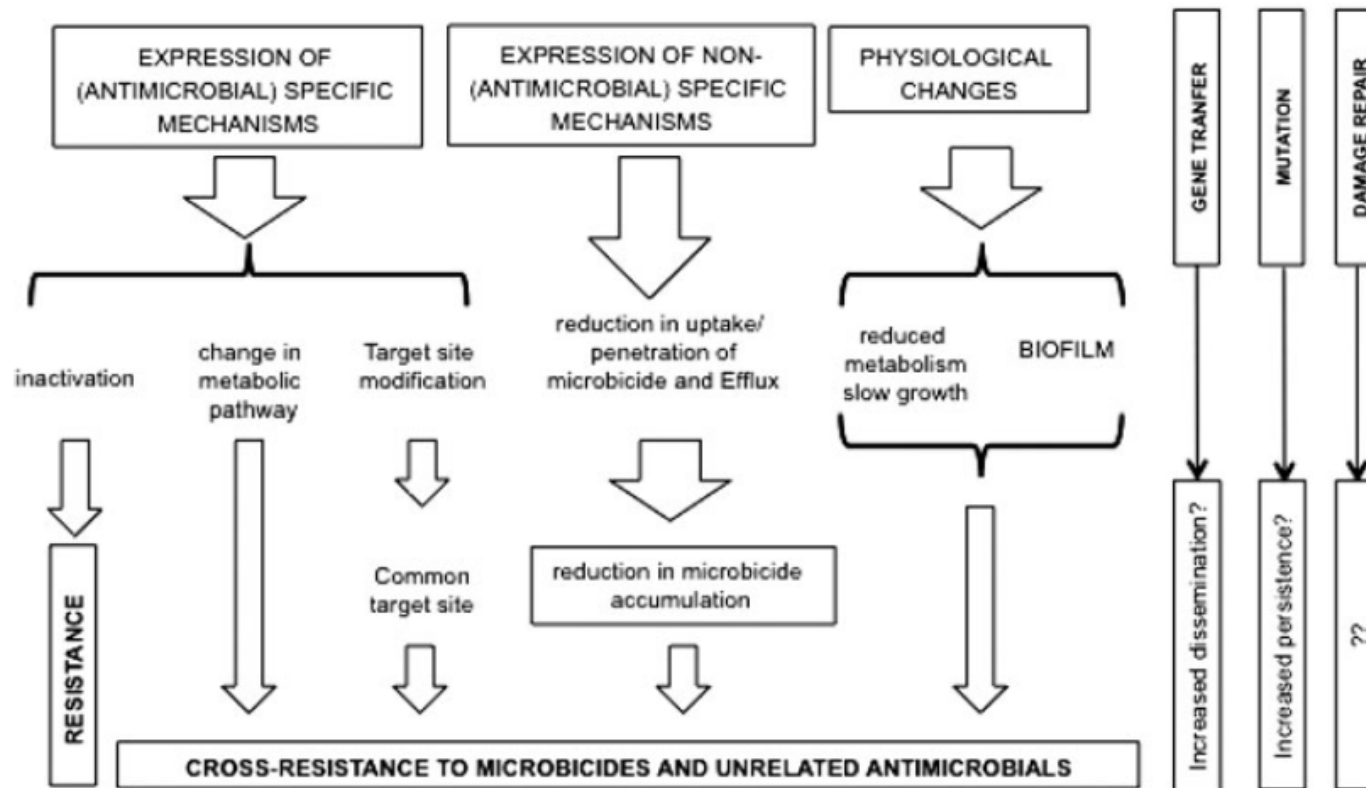 EXPRESSION OF
(ANTIMICROBIAL) SPECIFIC
MECHANISMS
EXPRESSION OF NON-
(ANTIMICROBIAL) SPECIFIC
MECHANISMS
PHYSIOLOGICAL
CHANGES
GENE TRANFER
MUTATION
DAMAGE REPAIR
inactivation
change in
metabolic
pathway
Target site
modification
reduction in uptake/
penetration of
microbicide and Efflux
reduced
metabolism
slow growth
BIOFILM
Common
target site
reduction in microbicide
accumulation
RESISTANCE
CROSS-RESISTANCE TO MICROBICIDES AND UNRELATED ANTIMICROBIALS
Increased dissemination?
Increased persistence?
??